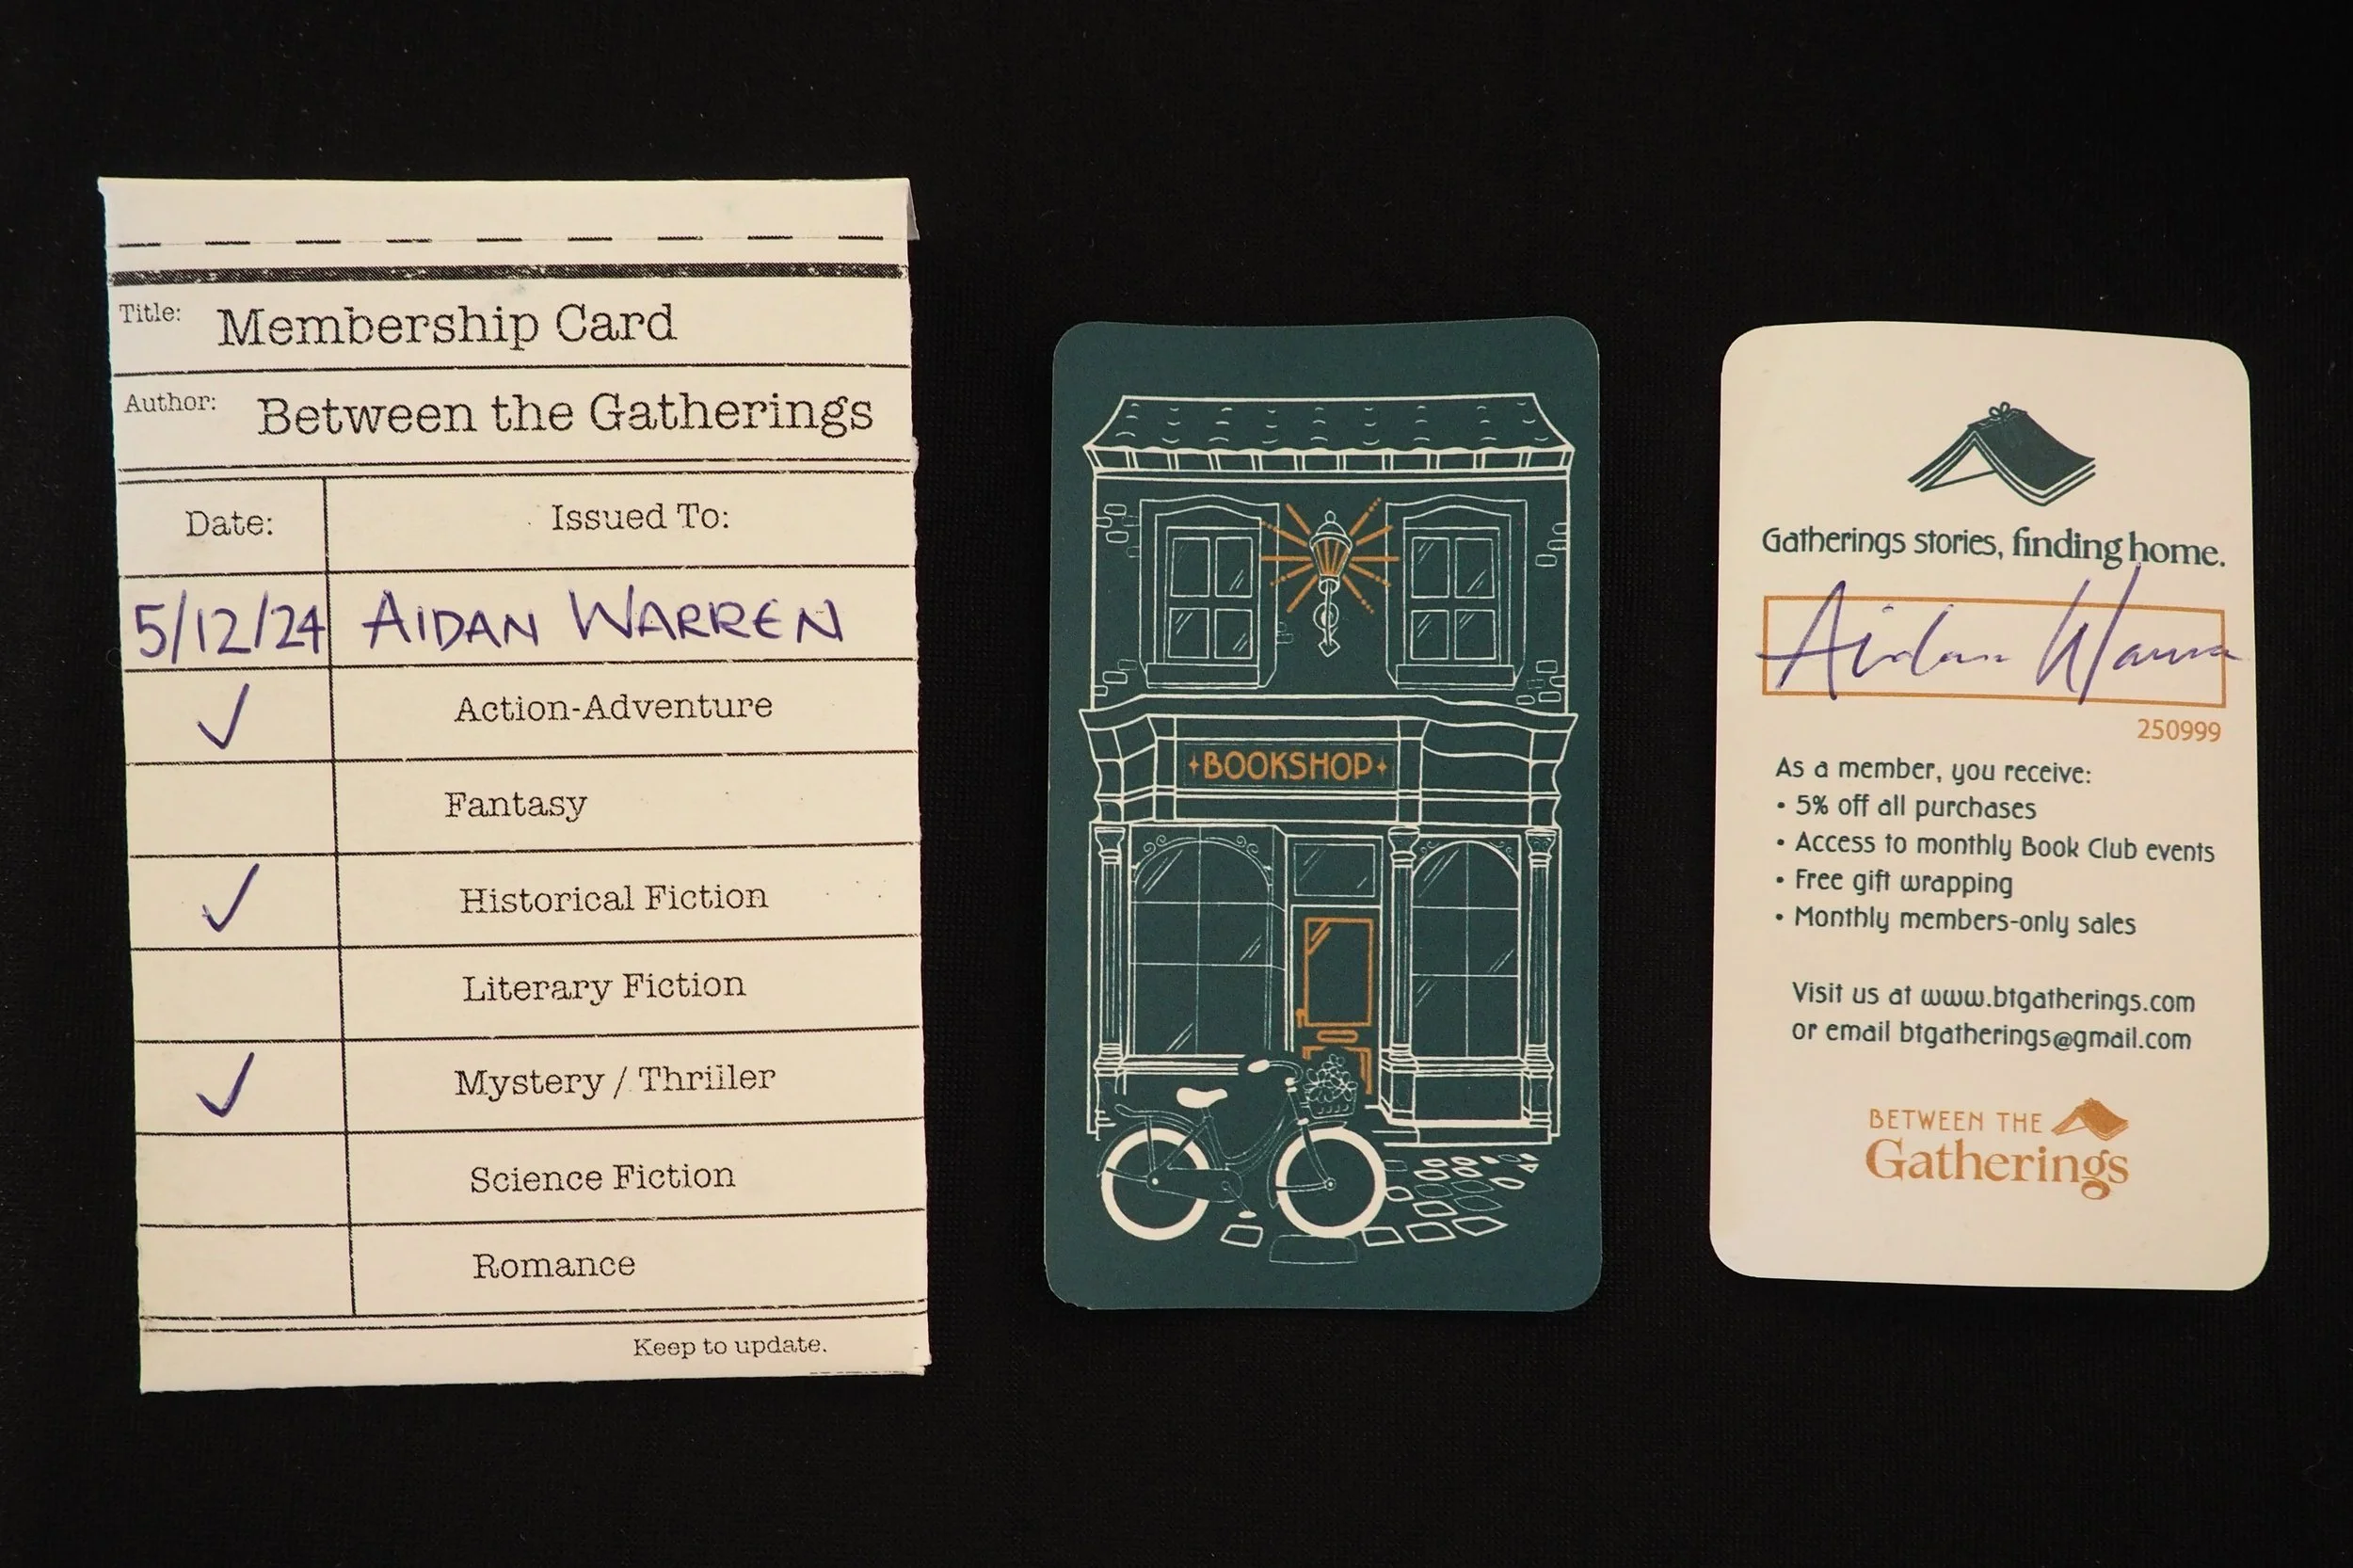 Title: Membership Card
Author: Between the Gatherings
Date: Issued To:
5/12/24 AIDAN WARREN
Action-Adventure
Fantasy
Historical Fiction
Literary Fiction
Mystery / Thriller
Science Fiction
Romance
Keep to update.
BOOKSHOP
Gatherings stories, finding home.
Aidan Warren
250999
As a member, you receive:
• 5% off all purchases
• Access to monthly Book Club events
• Free gift wrapping
• Monthly members-only sales
Visit us at www.btgatherings.com
or email btgatherings@gmail.com
BETWEEN THE
Gatherings